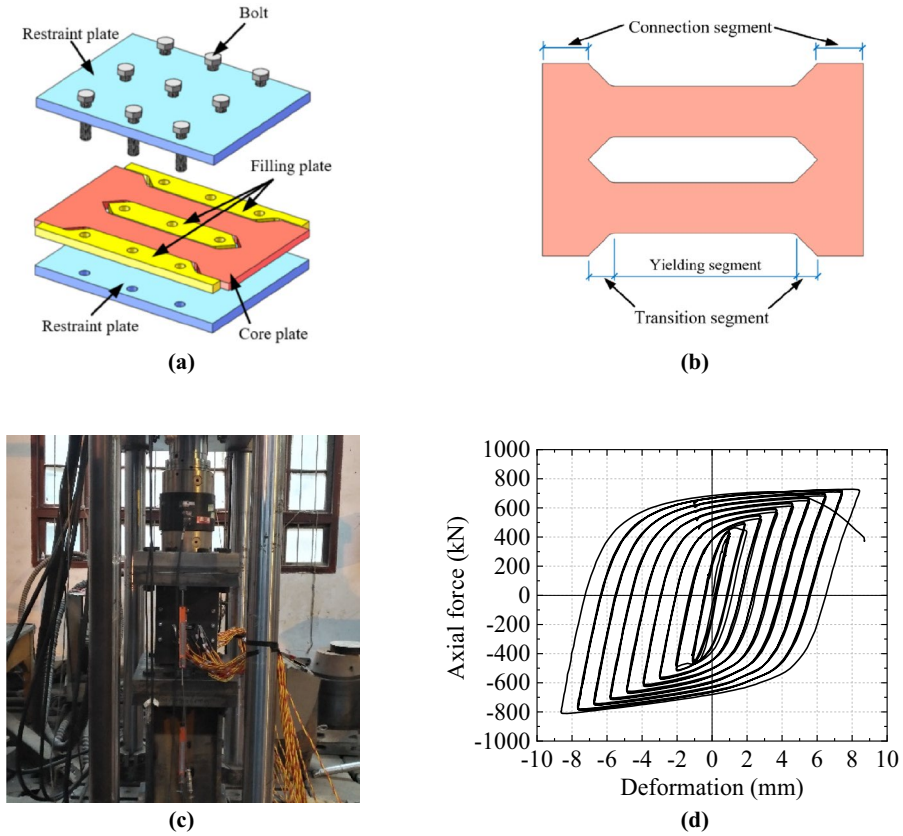 Bolt
Restraint plate
Filling plate
Restraint plate
Core plate
(a)
Connection segment
Yielding segment
Transition segment
(b)
(c)
1000
800
600
400
200
0
-200
-400
-600
-800
-1000
Axial force (kN)
-10 -8 -6 -4 -2 0 2 4 6 8 10
Deformation (mm)
(d)